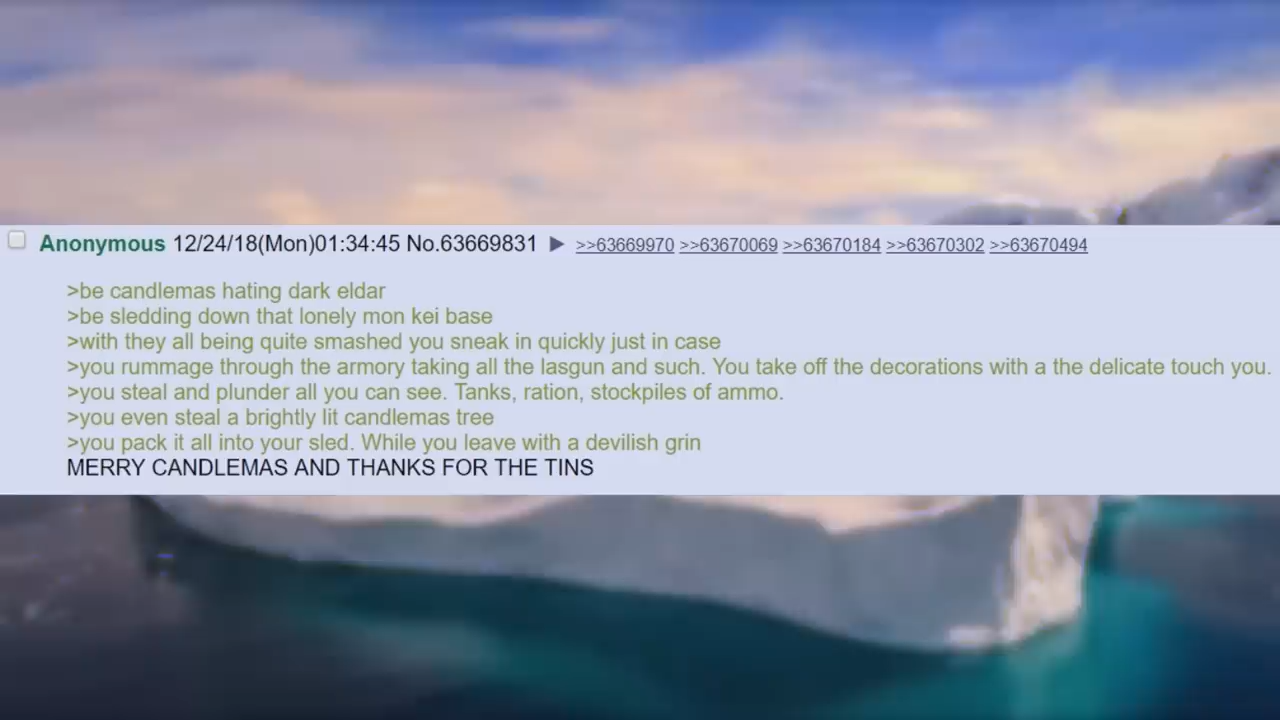 Anonymous 12/24/18(Mon)01:34:45 No.63669831 ▶ >>63669970 >>63670069 >>63670184 >>63670302 >>63670494
>be candlemas hating dark eldar
>be sledding down that lonely mon kei base
>with they all being quite smashed you sneak in quickly just in case
>you rummage through the armory taking all the lasgun and such. You take off the decorations with a the delicate touch you.
>you steal and plunder all you can see. Tanks, ration, stockpiles of ammo.
>you even steal a brightly lit candlemas tree
>you pack it all into your sled. While you leave with a devilish grin
MERRY CANDLEMAS AND THANKS FOR THE TINS